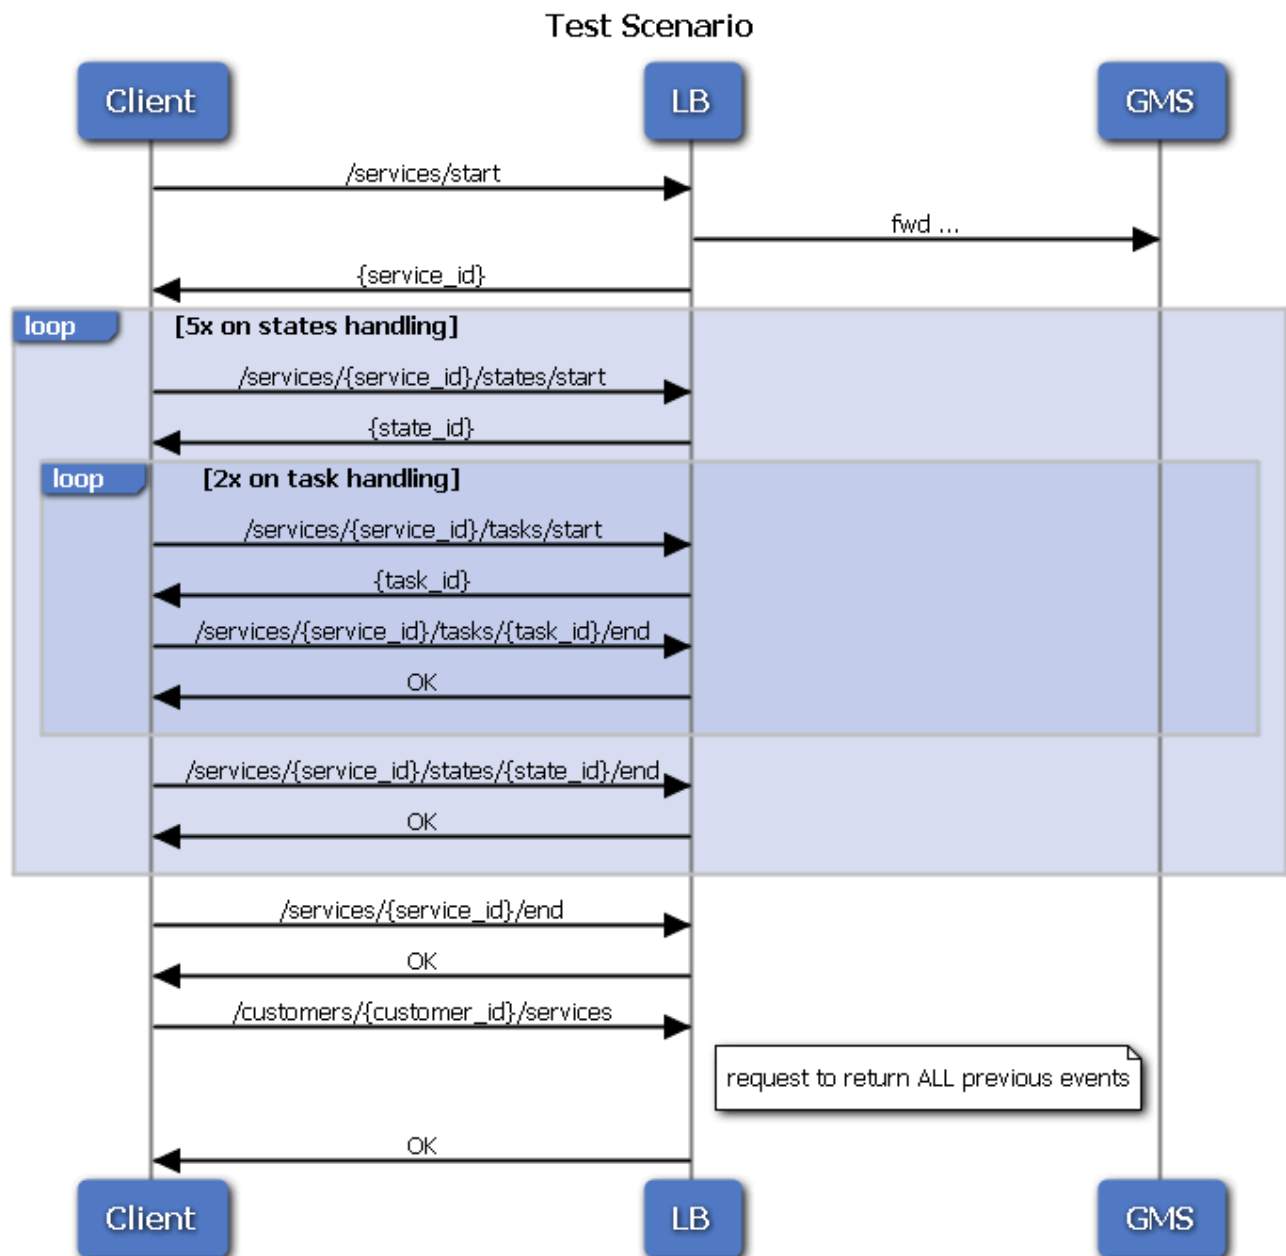 Test Scenario
Client LB GMS
/services/start
fwd ...
{service_id}
loop [5x on states handling]
/services/{service_id}/states/start
{state_id}
loop [2x on task handling]
/services/{service_id}/tasks/start
{task_id}
/services/{service_id}/tasks/{task_id}/end
OK
/services/{service_id}/states/{state_id}/end
OK
/services/{service_id}/end
OK
/customers/{customer_id}/services
request to return ALL previous events
OK
Client LB GMS